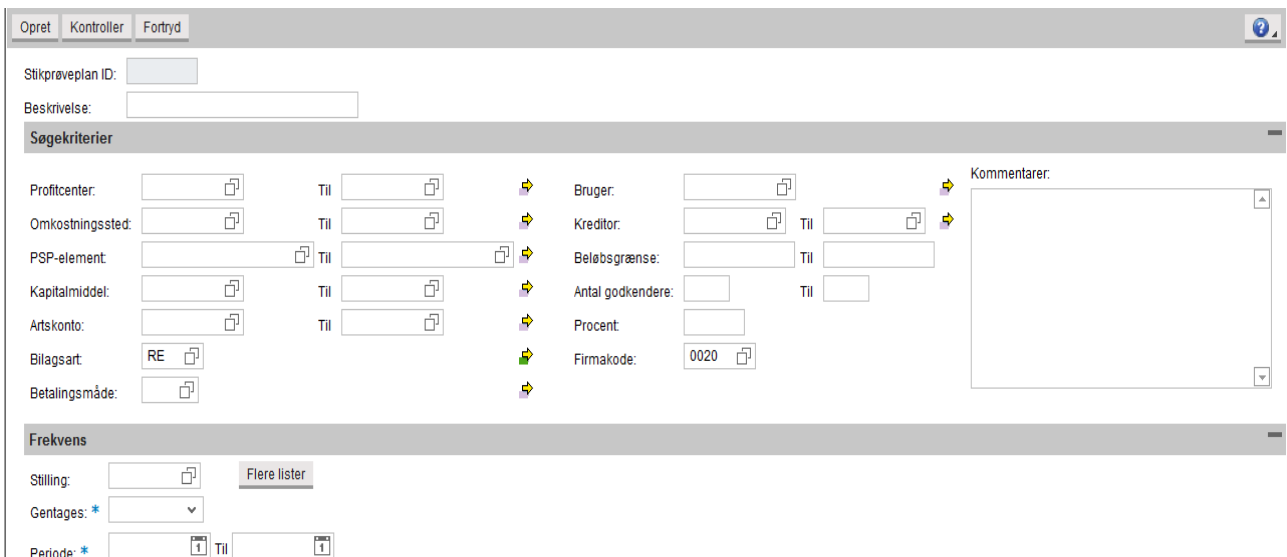 Opret Kontroller Fortryd
Stikprøveplan ID:
Beskrivelse:
Søgekriterier
Profitcenter: Til
Omkostningssted: Til
PSP-element: Til
Kapitalmiddel: Til
Artskonto: Til
Bilagsart: RE
Betalingsmåde:
Bruger:
Kreditor: Til
Beløbsgrænse: Til
Antal godkendere: Til
Procent:
Firmakode: 0020
Kommentarer:
Frekvens
Stilling: Flere lister
Gentages: *
Periode: * Til